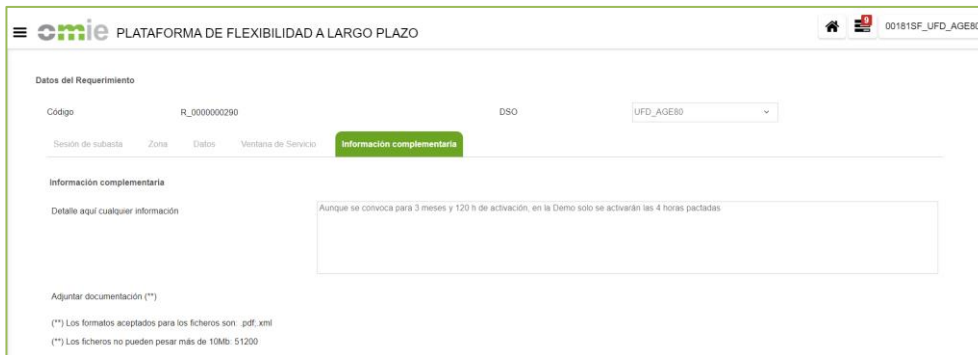 omie PLATAFORMA DE FLEXIBILIDAD A LARGO PLAZO 9 00181SF_UFD_AGE80
Datos del Requerimiento
Código R_0000000290 DSO UFD_AGE80
Sesión de subasta Zona Datos Ventana de Servicio Información complementaria
Información complementaria
Detalle aquí cualquier información Aunque se convoca para 3 meses y 120 h de activación, en la Demo solo se activarán las 4 horas pactadas
Adjuntar documentación (**)
(**) Los formatos aceptados para los ficheros son: .pdf;.xml
(**) Los ficheros no pueden pesar más de 10Mb: 51200